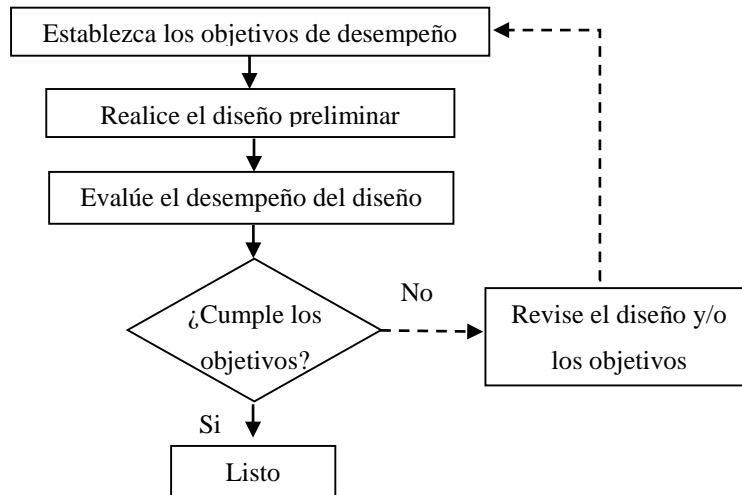 Establezca los objetivos de desempeño
Realice el diseño preliminar
Evalúe el desempeño del diseño
¿Cumple los
objetivos?
No
Revise el diseño y/o
los objetivos
Si
Listo